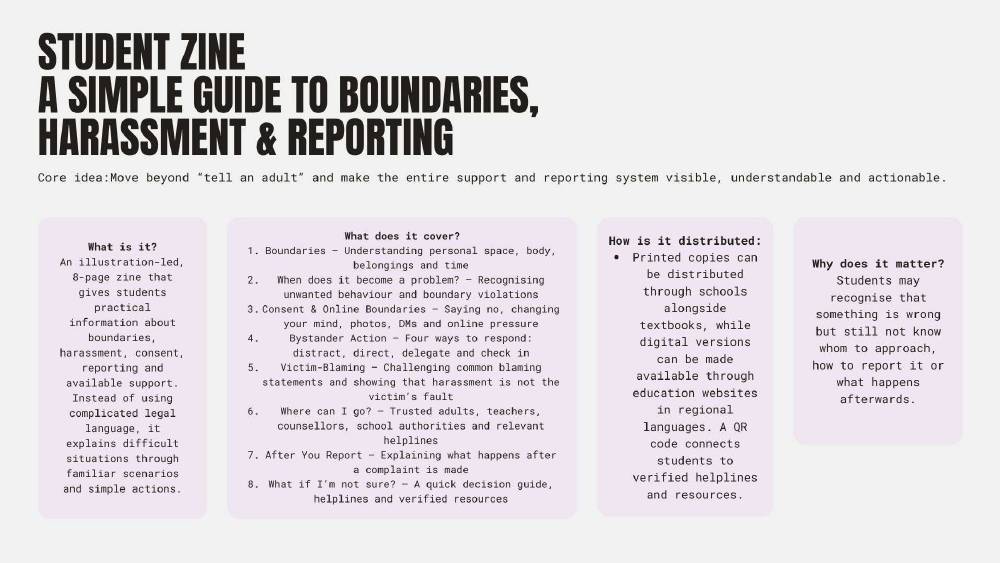 STUDENT ZINE
A SIMPLE GUIDE TO BOUNDARIES,
HARASSMENT & REPORTING
Core idea:Move beyond “tell an adult” and make the entire support and reporting system visible, understandable and actionable.
What is it?
An illustration-led,
8-page zine that
gives students
practical
information about
boundaries,
harassment, consent,
reporting and
available support.
Instead of using
complicated legal
language, it
explains difficult
situations through
familiar scenarios
and simple actions.
What does it cover?
1. Boundaries – Understanding personal space, body,
belongings and time
2. When does it become a problem? – Recognising
unwanted behaviour and boundary violations
3. Consent & Online Boundaries – Saying no, changing
your mind, photos, DMs and online pressure
4. Bystander Action – Four ways to respond:
distract, direct, delegate and check in
5. Victim-Blaming – Challenging common blaming
statements and showing that harassment is not the
victim’s fault
6. Where can I go? – Trusted adults, teachers,
counsellors, school authorities and relevant
helplines
7. After You Report – Explaining what happens after
a complaint is made
8. What if I’m not sure? – A quick decision guide,
helplines and verified resources
How is it distributed:
• Printed copies can
be distributed
through schools
alongside
textbooks, while
digital versions
can be made
available through
education websites
in regional
languages. A QR
code connects
students to
verified helplines
and resources.
Why does it matter?
Students may
recognise that
something is wrong
but still not know
whom to approach,
how to report it or
what happens
afterwards.